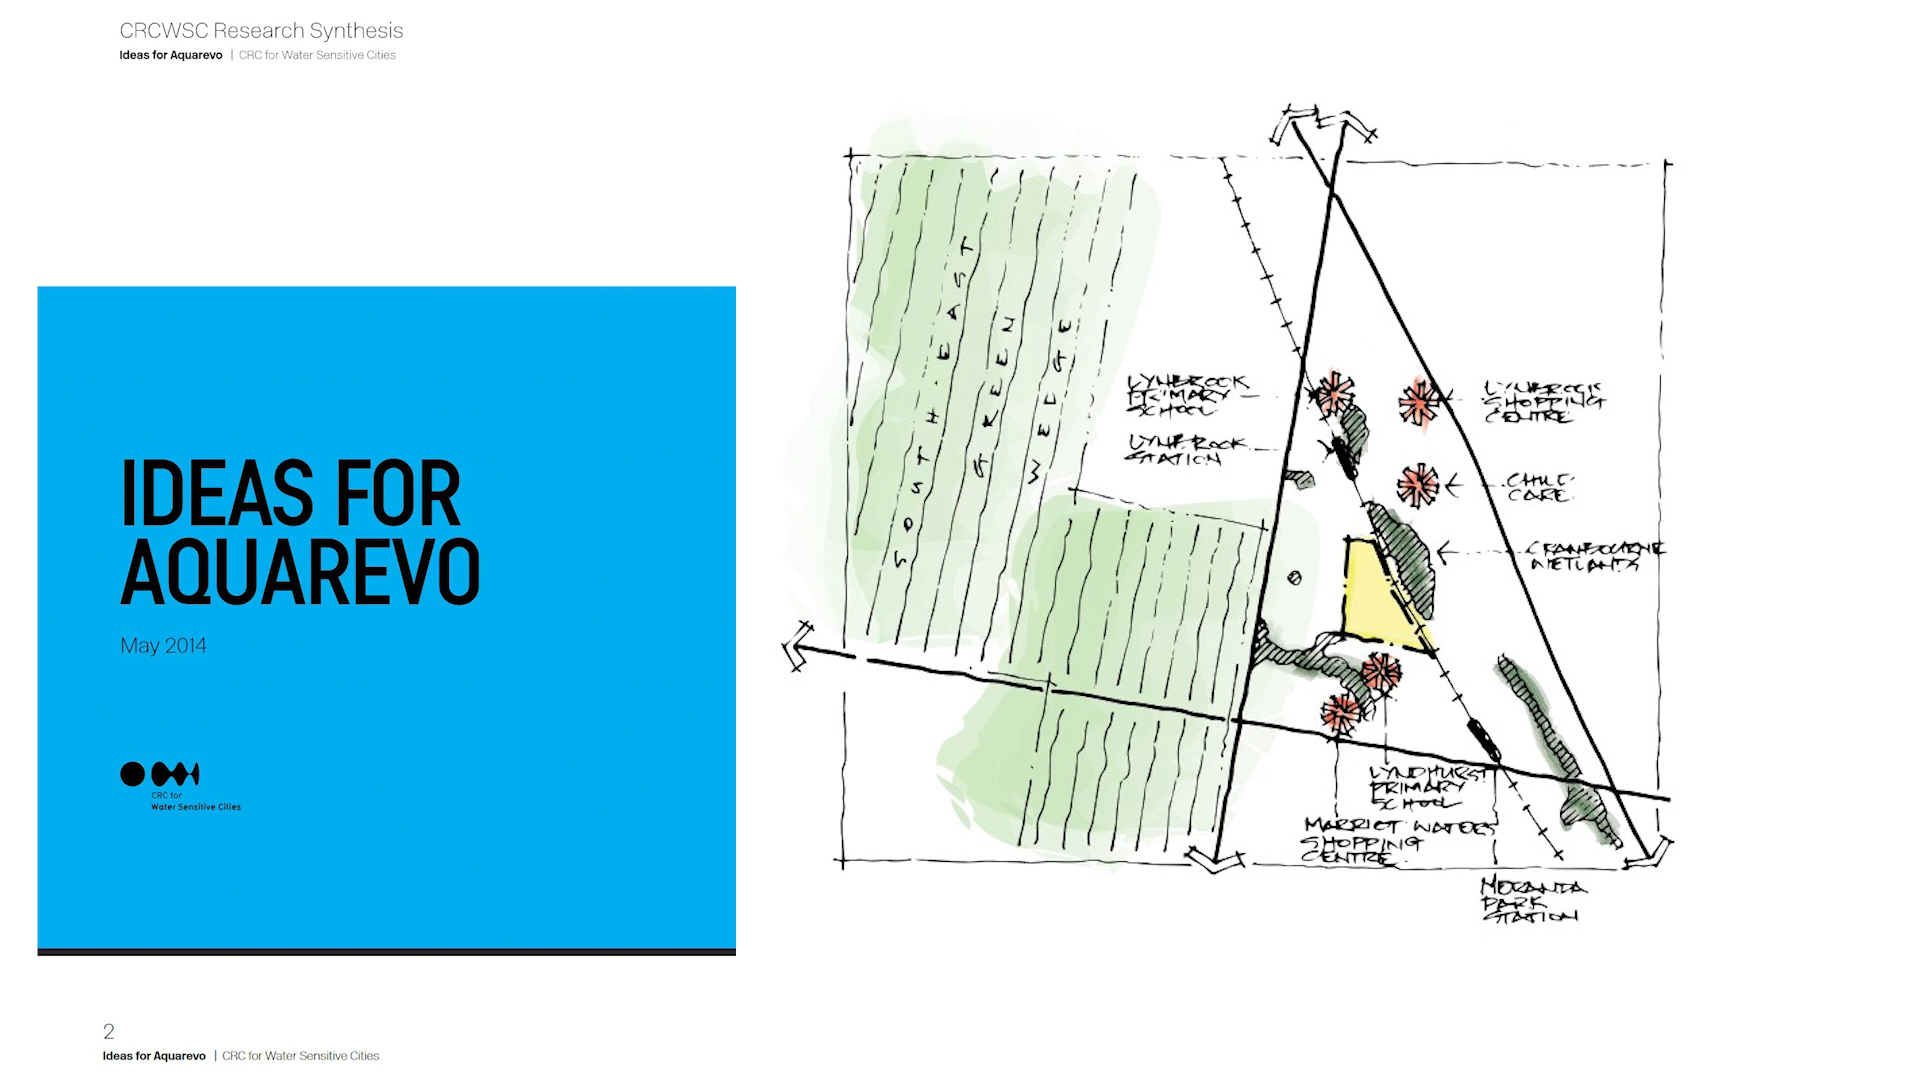 CRCWSC Research Synthesis
Ideas for Aquarevo | CRC for Water Sensitive Cities
IDEAS FOR
AQUAREVO
May 2014
CRC for
Water Sensitive Cities
SOUTH EAST
GREEN
WEDGE
LYNBROOK
PRIMARY
SCHOOL
LYNBROOK
STATION
LYNBROOK
SHOPPING
CENTRE
CHILD
CARE
CRANBOURNE
WETLANDS
LYNDHURST
PRIMARY
SCHOOL
MARRIOT WATERS
SHOPPING
CENTRE
MERINDA
PARK
STATION
2
Ideas for Aquarevo | CRC for Water Sensitive Cities